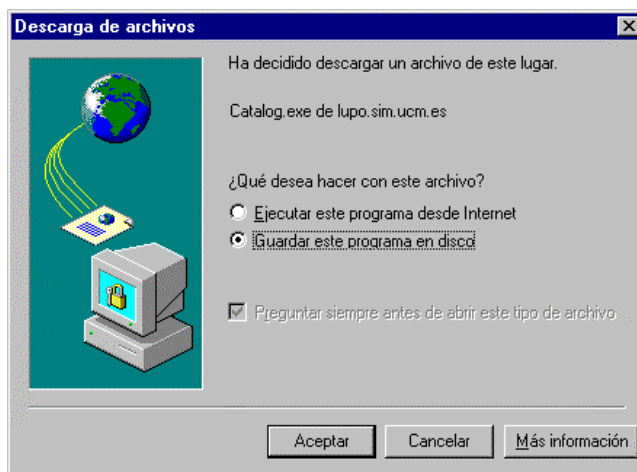 Descarga de archivos
Ha decidido descargar un archivo de este lugar.
Catalog.exe de lupo.sim.ucm.es
¿Qué desea hacer con este archivo?
Ejecutar este programa desde Internet
Guardar este programa en disco
Preguntar siempre antes de abrir este tipo de archivo
Aceptar
Cancelar
Más información